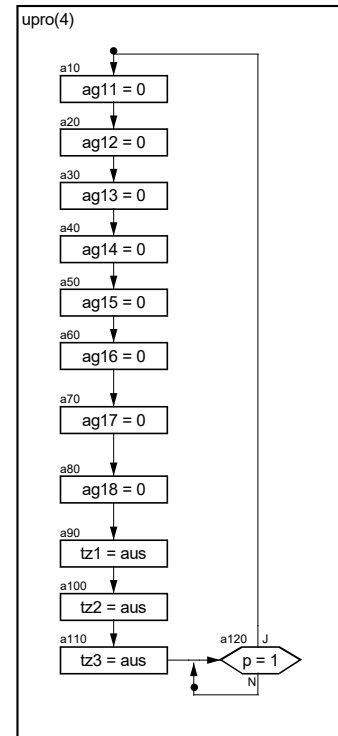 upro(4)
a10
ag11 = 0
a20
ag12 = 0
a30
ag13 = 0
a40
ag14 = 0
a50
ag15 = 0
a60
ag16 = 0
a70
ag17 = 0
a80
ag18 = 0
a90
tz1 = aus
a100
tz2 = aus
a110
tz3 = aus
a120 J
p = 1
N